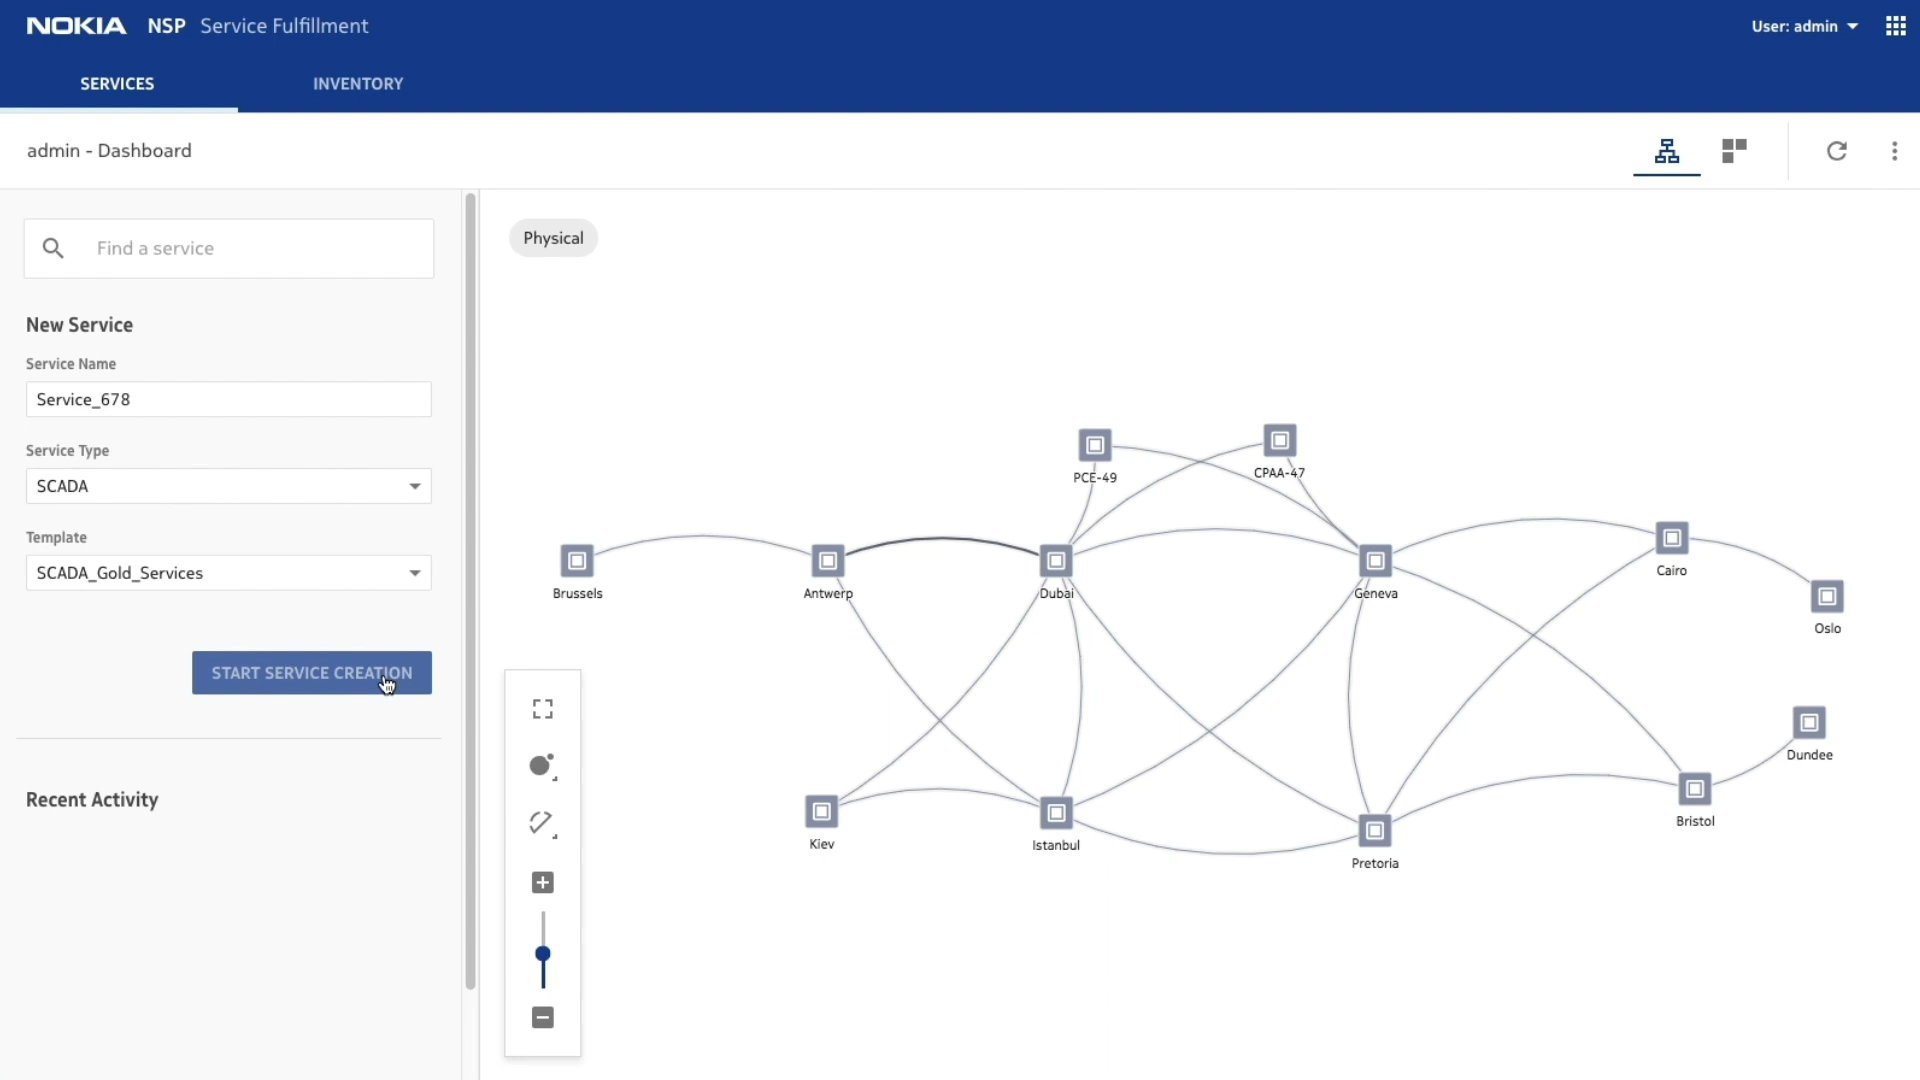 NOKIA NSP Service Fulfillment
User: admin
SERVICES INVENTORY
admin - Dashboard
Find a service
Physical
New Service
Service Name
Service_678
Service Type
SCADA
Template
SCADA_Gold_Services
START SERVICE CREATION
Recent Activity
PCE-49
CPAA-47
Brussels
Antwerp
Dubai
Geneva
Cairo
Oslo
Dundee
Kiev
Istanbul
Pretoria
Bristol